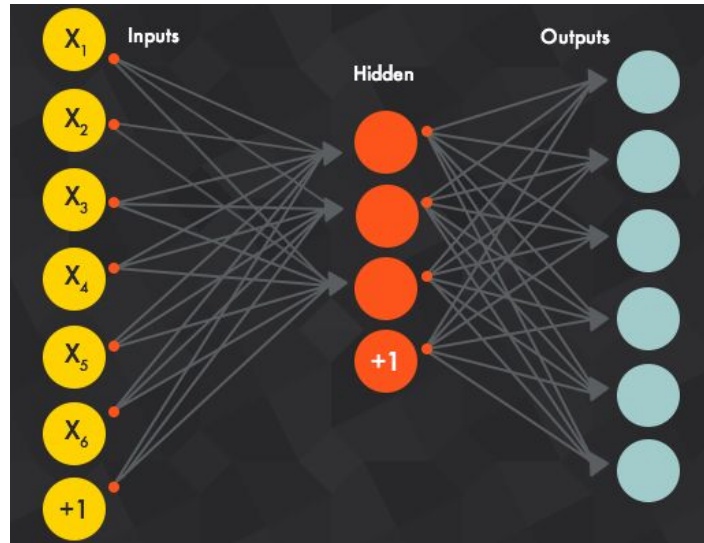 Inputs
Hidden
Outputs
X₁
X₂
X₃
X₄
X₅
X₆
+1
+1